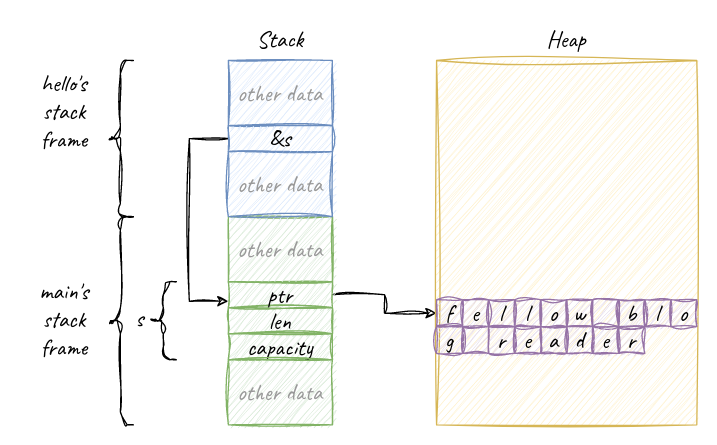 Stack
Heap
hello's
stack
frame
other data
&s
other data
other data
main's
stack
frame
s
ptr
len
capacity
other data
f e l l o w b l o
g r e a d e r